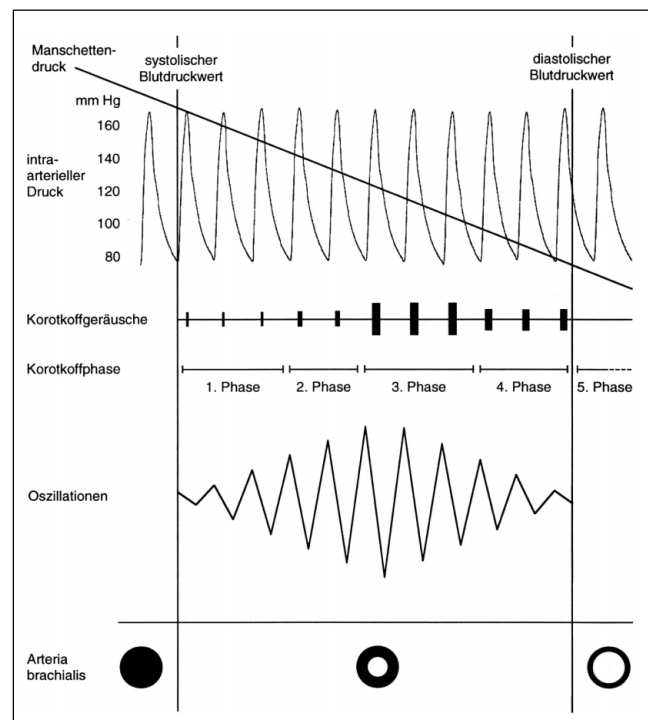 Manschetten-
druck
systolischer
Blutdruckwert
diastolischer
Blutdruckwert
mm Hg
160
140
120
100
80
intra-
arterieller
Druck
Korotkoffgeräusche
Korotkoffphase
1. Phase
2. Phase
3. Phase
4. Phase
5. Phase
Oszillationen
Arteria
brachialis